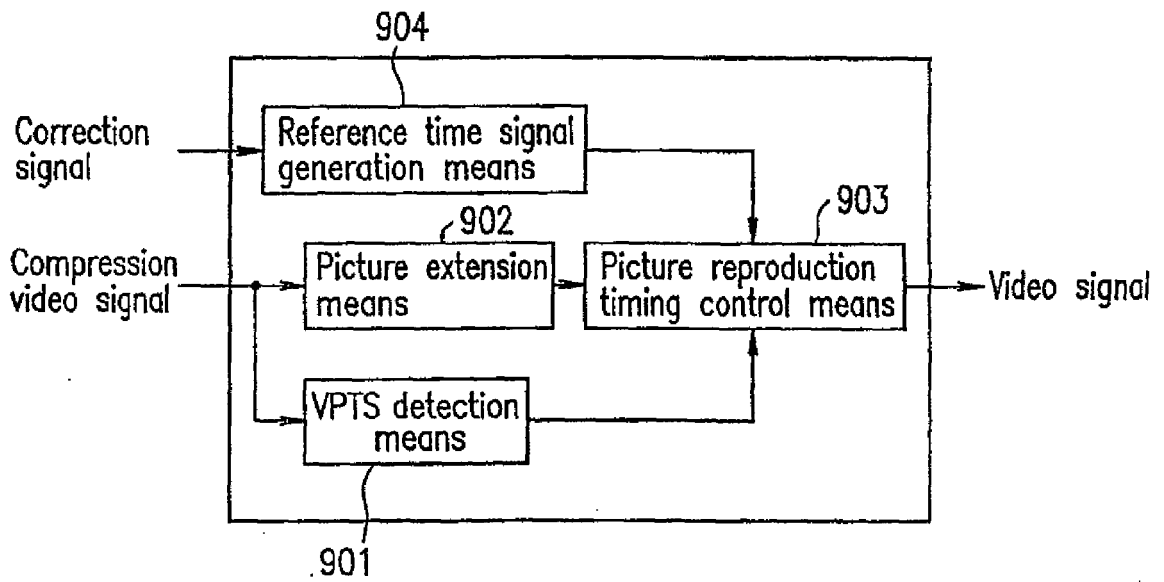 904
Correction
signal
Reference time signal
generation means
902
903
Compression
video signal
Picture extension
means
Picture reproduction
timing control means
Video signal
VPTS detection
means
901